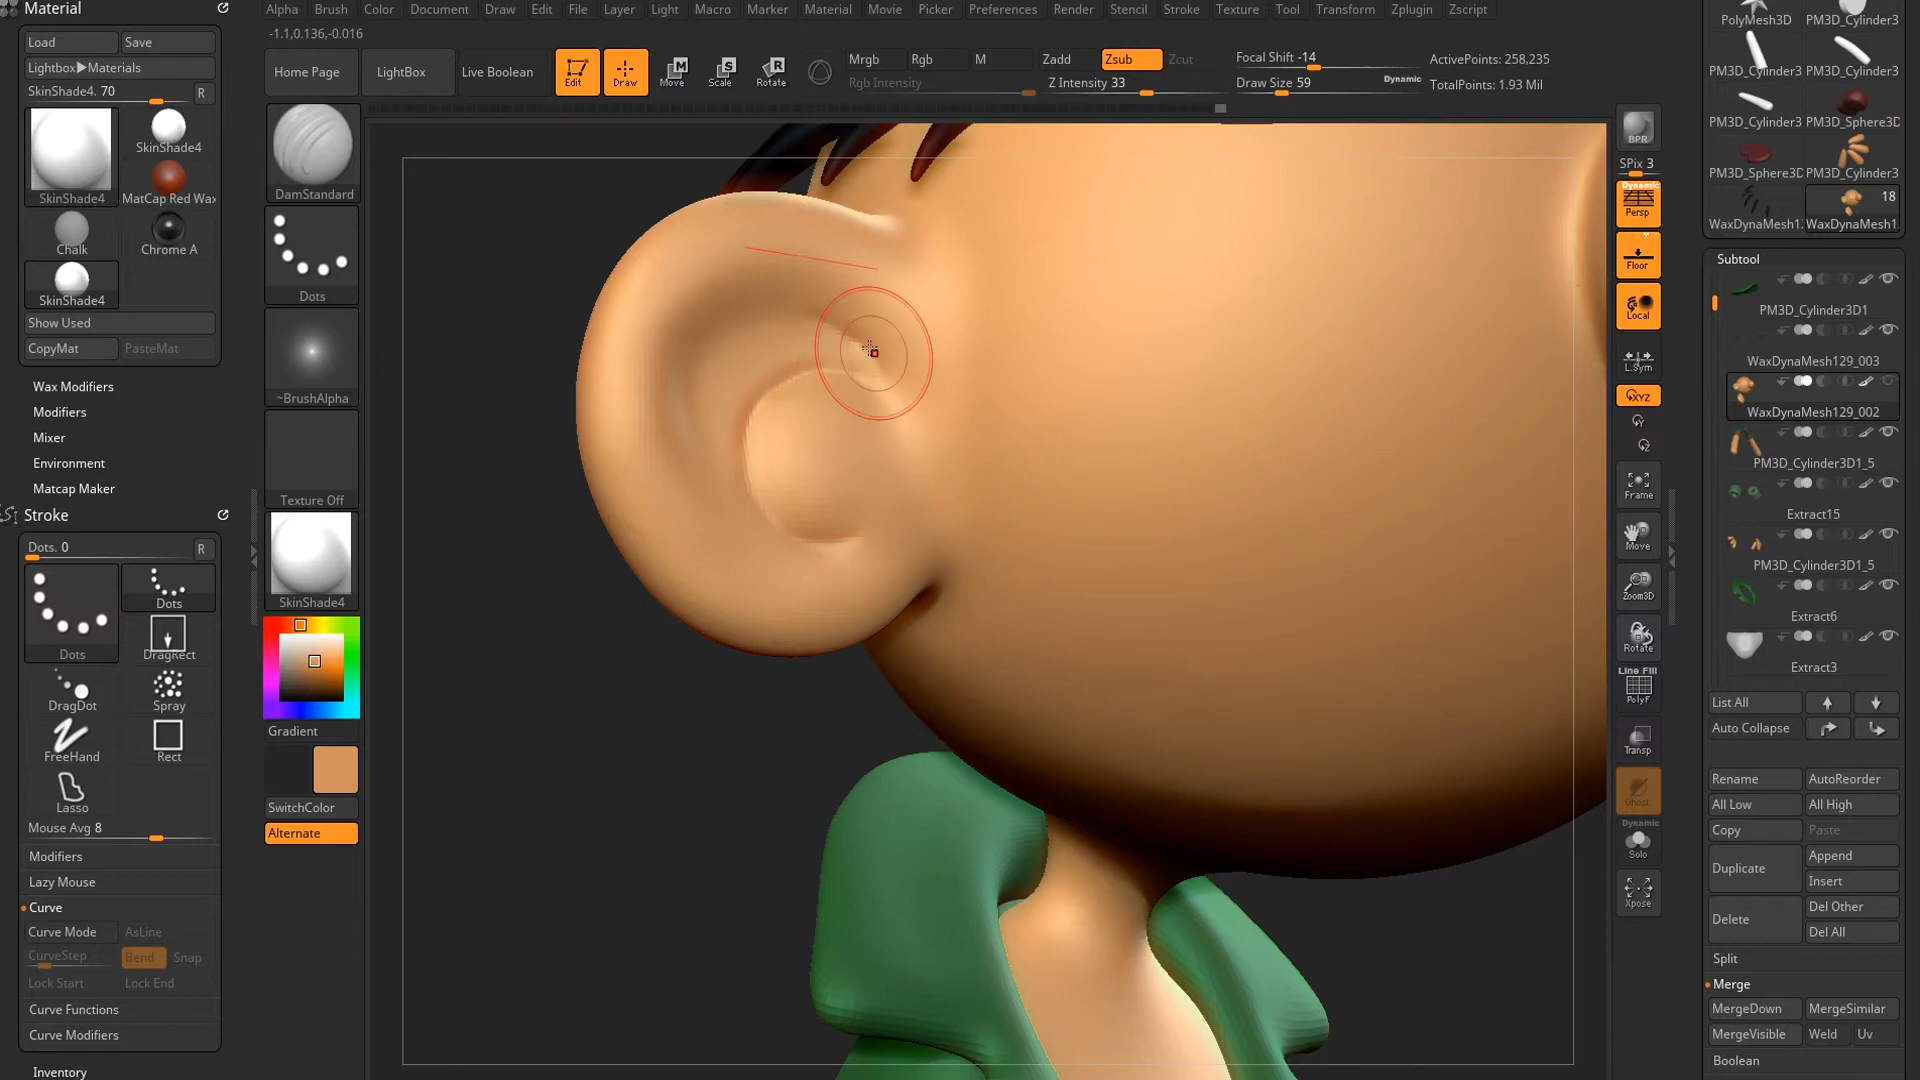 Material
Load
Save
Lightbox▶Materials
SkinShade4. 70
R
SkinShade4
SkinShade4
MatCap Red Wax
Chalk
Chrome A
SkinShade4
Show Used
CopyMat
PasteMat
Wax Modifiers
Modifiers
Mixer
Environment
Matcap Maker
Stroke
Dots. 0
R
Dots
Dots
DragRect
DragDot
Spray
FreeHand
Rect
Lasso
Mouse Avg 8
Modifiers
Lazy Mouse
Curve
Curve Mode
AsLine
CurveStep
Bend
Snap
Lock Start
Lock End
Curve Functions
Curve Modifiers
Inventory
Alpha Brush Color Document Draw Edit File Layer Light Macro Marker Material Movie Picker Preferences Render Stencil Stroke Texture Tool Transform Zplugin Zscript
-1.1,0.136,-0.016
Home Page
LightBox
Live Boolean
Edit
Draw
Move
Scale
Rotate
Mrgb
Rgb
M
Zadd
Zsub
Zcut
Rgb Intensity
Z Intensity 33
Focal Shift -14
Draw Size 59
Dynamic
ActivePoints: 258,235
TotalPoints: 1.93 Mil
DamStandard
Dots
~BrushAlpha
Texture Off
SkinShade4
Gradient
SwitchColor
Alternate
BPR
SPix 3
Dynamic
Persp
Floor
Local
L.Sym
XYZ
Frame
Move
Zoom3D
Rotate
Line Fill
PolyF
Transp
Ghost
Dynamic
Solo
Xpose
PolyMesh3D
PM3D_Cylinder3
PM3D_Cylinder3
PM3D_Cylinder3
PM3D_Cylinder3
PM3D_Sphere3D
PM3D_Sphere3D
PM3D_Cylinder3
18
WaxDynaMesh1
WaxDynaMesh1
Subtool
PM3D_Cylinder3D1
WaxDynaMesh129_003
WaxDynaMesh129_002
PM3D_Cylinder3D1_5
Extract15
PM3D_Cylinder3D1_5
Extract6
Extract3
List All
Auto Collapse
Rename
AutoReorder
All Low
All High
Copy
Paste
Duplicate
Append
Insert
Delete
Del Other
Del All
Split
Merge
MergeDown
MergeSimilar
MergeVisible
Weld
Uv
Boolean